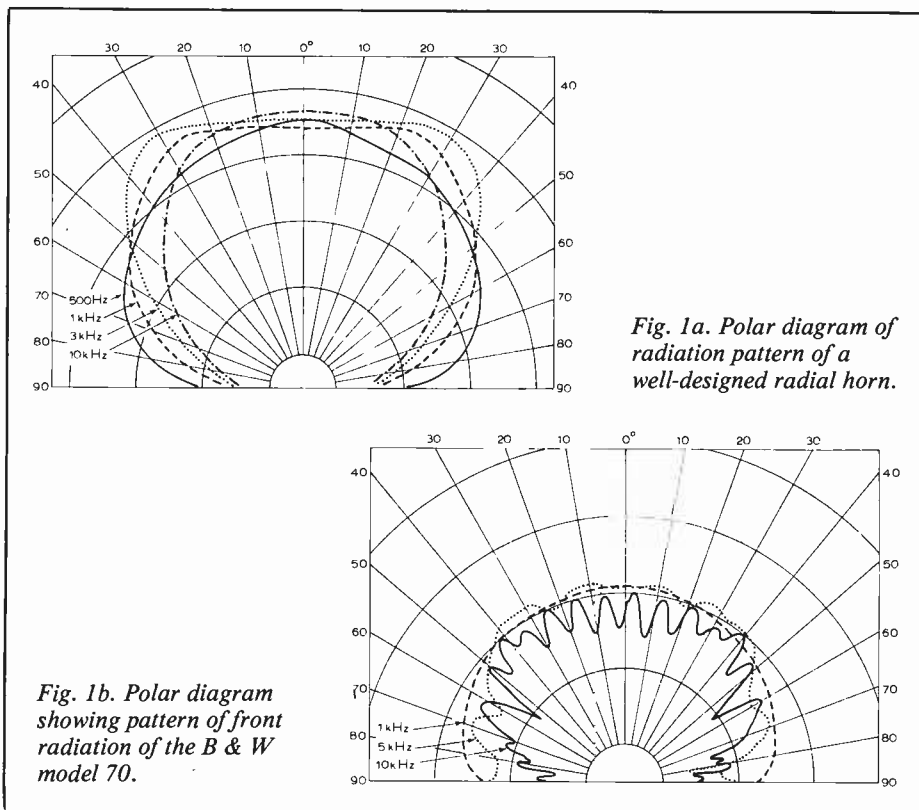 30 20 10 0° 10 20 30
40 40
50 50
60 60
70 70
80 80
90 90
500Hz
1kHz
3kHz
10kHz
Fig. 1a. Polar diagram of
radiation pattern of a
well-designed radial horn.
30 20 10 0° 10 20 30
40 40
50 50
60 60
70 70
80 80
90 90
1kHz
5kHz
10kHz
Fig. 1b. Polar diagram
showing pattern of front
radiation of the B & W
model 70.